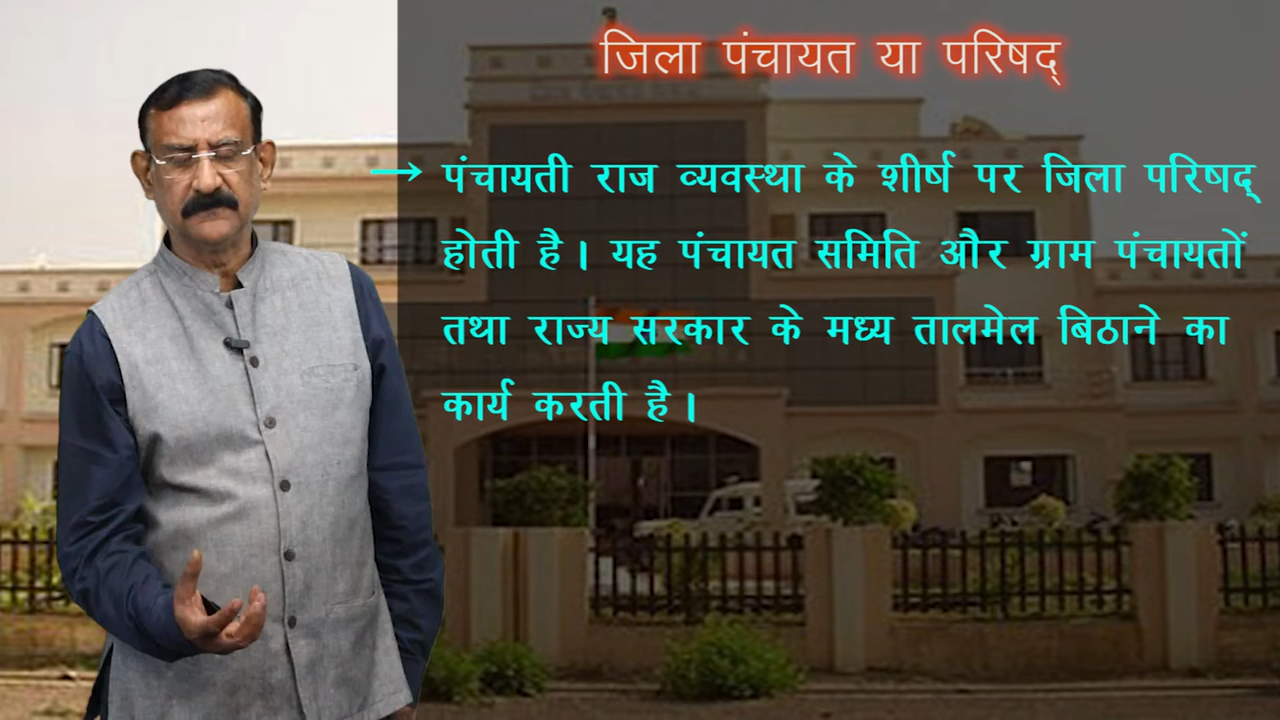 जिला पंचायत या परिषद्
→ पंचायती राज व्यवस्था के शीर्ष पर जिला परिषद्
होती है। यह पंचायत समिति और ग्राम पंचायतों
तथा राज्य सरकार के मध्य तालमेल बिठाने का
कार्य करती है।